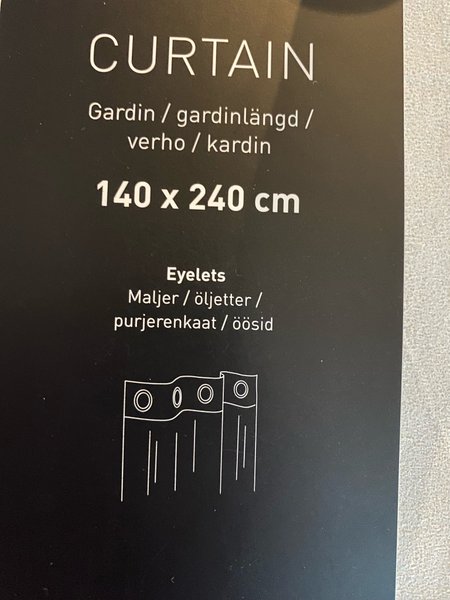 CURTAIN
Gardin / gardinlängd /
verho / kardin
140 x 240 cm
Eyelets
Maljer / öljetter /
purjerenkaat / öösid